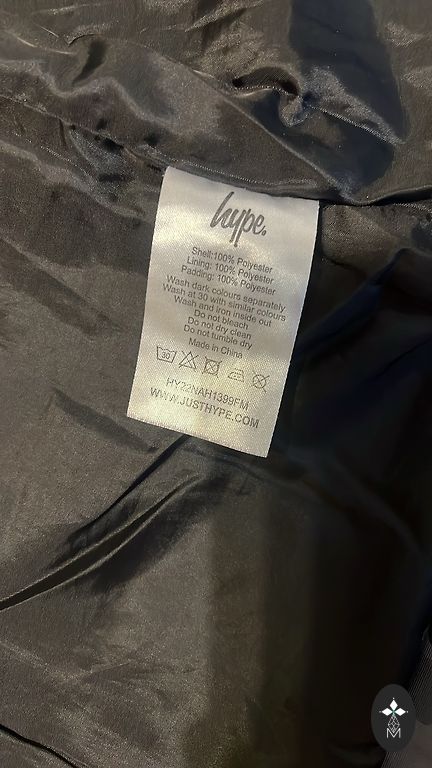 hype.
Shell:100% Polyester
Lining: 100% Polyester
Padding: 100% Polyester
Wash dark colours separately
Wash at 30 with similar colours
Wash and iron inside out
Do not bleach
Do not dry clean
Do not tumble dry
Made in China
30
HYZ2NAH1399FM
WWW.JUSTHYPE.COM
M